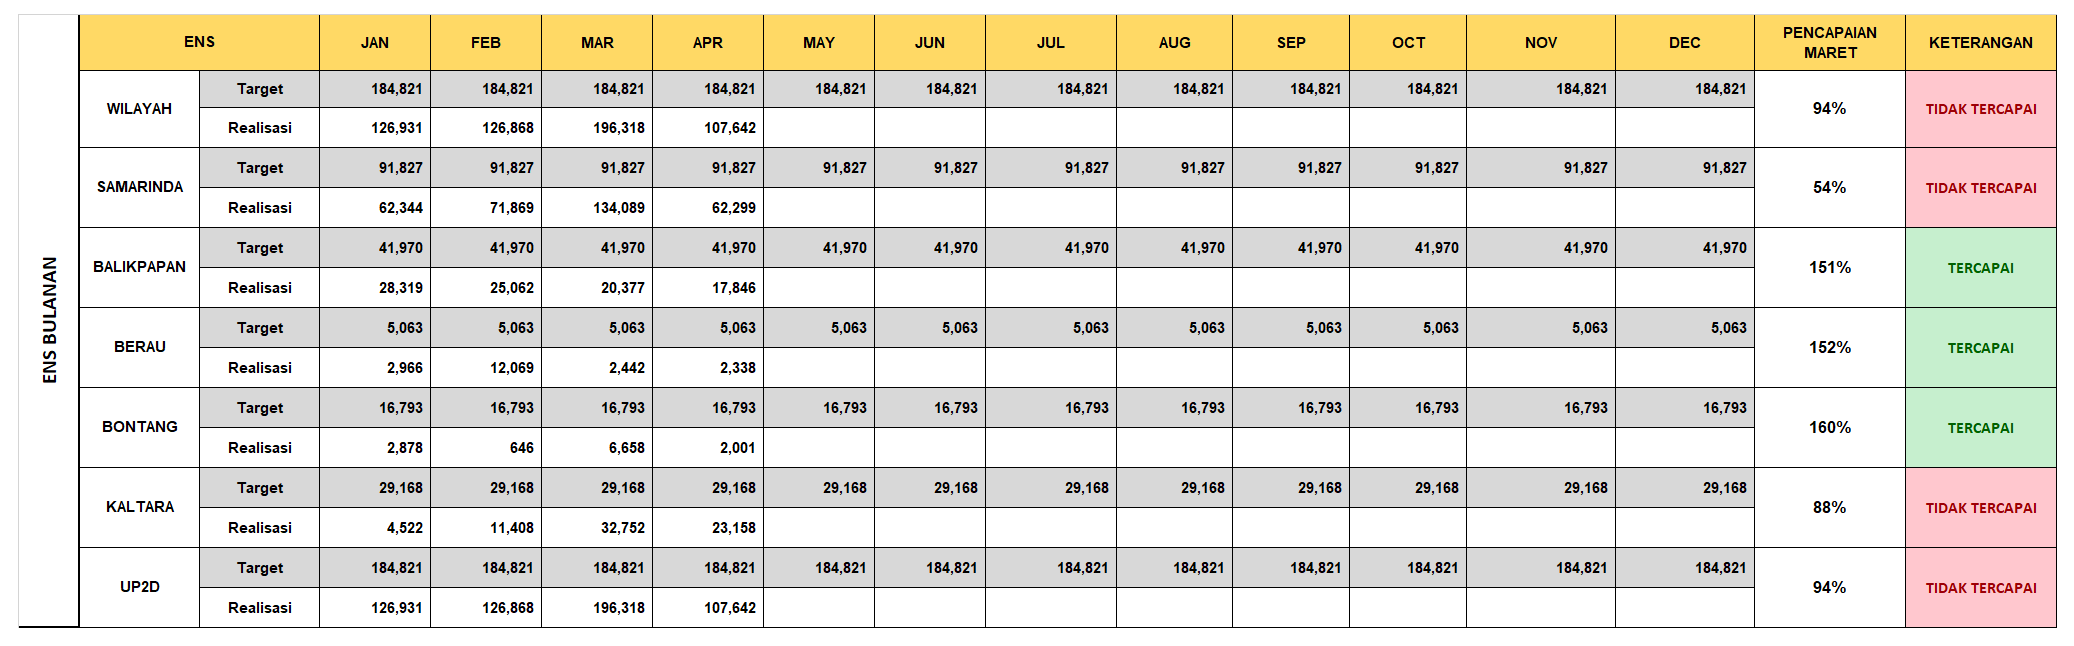 ENS BULANAN
ENS JAN FEB MAR APR MAY JUN JUL AUG SEP OCT NOV DEC PENCAPAIAN MARET KETERANGAN
WILAYAH Target 184,821 184,821 184,821 184,821 184,821 184,821 184,821 184,821 184,821 184,821 184,821 184,821 94% TIDAK TERCAPAI
Realisasi 126,931 126,868 196,318 107,642
SAMARINDA Target 91,827 91,827 91,827 91,827 91,827 91,827 91,827 91,827 91,827 91,827 91,827 91,827 54% TIDAK TERCAPAI
Realisasi 62,344 71,869 134,089 62,299
BALIKPAPAN Target 41,970 41,970 41,970 41,970 41,970 41,970 41,970 41,970 41,970 41,970 41,970 41,970 151% TERCAPAI
Realisasi 28,319 25,062 20,377 17,846
BERAU Target 5,063 5,063 5,063 5,063 5,063 5,063 5,063 5,063 5,063 5,063 5,063 5,063 152% TERCAPAI
Realisasi 2,966 12,069 2,442 2,338
BONTANG Target 16,793 16,793 16,793 16,793 16,793 16,793 16,793 16,793 16,793 16,793 16,793 16,793 160% TERCAPAI
Realisasi 2,878 646 6,658 2,001
KALTARA Target 29,168 29,168 29,168 29,168 29,168 29,168 29,168 29,168 29,168 29,168 29,168 29,168 88% TIDAK TERCAPAI
Realisasi 4,522 11,408 32,752 23,158
UP2D Target 184,821 184,821 184,821 184,821 184,821 184,821 184,821 184,821 184,821 184,821 184,821 184,821 94% TIDAK TERCAPAI
Realisasi 126,931 126,868 196,318 107,642